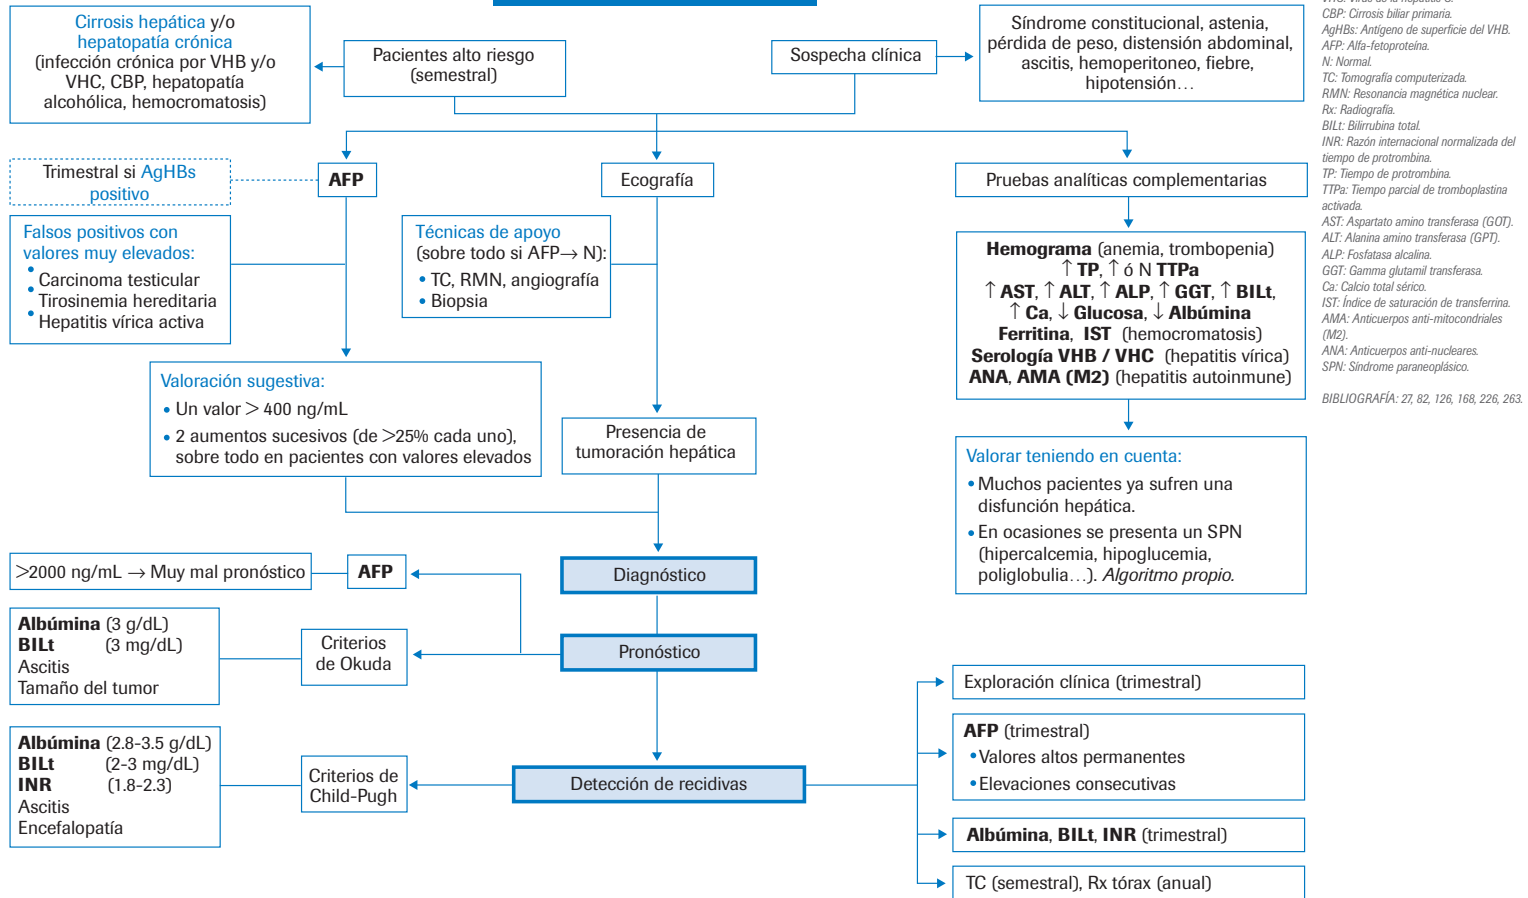 Cirrosis hepática y/o
hepatopatía crónica
(infección crónica por VHB y/o
VHC, CBP, hepatopatía
alcohólica, hemocromatosis)
Pacientes alto riesgo
(semestral)
Sospecha clínica
Síndrome constitucional, astenia,
pérdida de peso, distensión abdominal,
ascitis, hemoperitoneo, fiebre,
hipotensión…
Trimestral si AgHBs
positivo
AFP
Ecografía
Pruebas analíticas complementarias
Falsos positivos con
valores muy elevados:
• Carcinoma testicular
• Tirosinemia hereditaria
• Hepatitis vírica activa
Técnicas de apoyo
(sobre todo si AFP→ N):
• TC, RMN, angiografía
• Biopsia
Hemograma (anemia, trombopenia)
↑ TP, ↑ ó N TTPa
↑ AST, ↑ ALT, ↑ ALP, ↑ GGT, ↑ BILt,
↑ Ca, ↓ Glucosa, ↓ Albúmina
Ferritina, IST (hemocromatosis)
Serología VHB / VHC (hepatitis vírica)
ANA, AMA (M2) (hepatitis autoinmune)
Valoración sugestiva:
• Un valor > 400 ng/mL
• 2 aumentos sucesivos (de >25% cada uno),
sobre todo en pacientes con valores elevados
Presencia de
tumoración hepática
Valorar teniendo en cuenta:
• Muchos pacientes ya sufren una
disfunción hepática.
• En ocasiones se presenta un SPN
(hipercalcemia, hipoglucemia,
poliglobulia…). Algoritmo propio.
>2000 ng/mL → Muy mal pronóstico
AFP
Diagnóstico
Albúmina (3 g/dL)
BILt (3 mg/dL)
Ascitis
Tamaño del tumor
Criterios
de Okuda
Pronóstico
Albúmina (2.8-3.5 g/dL)
BILt (2-3 mg/dL)
INR (1.8-2.3)
Ascitis
Encefalopatía
Criterios de
Child-Pugh
Detección de recidivas
Exploración clínica (trimestral)
AFP (trimestral)
• Valores altos permanentes
• Elevaciones consecutivas
Albúmina, BILt, INR (trimestral)
TC (semestral), Rx tórax (anual)
CBP: Cirrosis biliar primaria.
AgHBs: Antígeno de superficie del VHB.
AFP: Alfa-fetoproteína.
N: Normal.
TC: Tomografía computerizada.
RMN: Resonancia magnética nuclear.
Rx: Radiografía.
BILt: Bilirrubina total.
INR: Razón internacional normalizada del
tiempo de protrombina.
TP: Tiempo de protrombina.
TTPa: Tiempo parcial de tromboplastina
activada.
AST: Aspartato amino transferasa (GOT).
ALT: Alanina amino transferasa (GPT).
ALP: Fosfatasa alcalina.
GGT: Gamma glutamil transferasa.
Ca: Calcio total sérico.
IST: Índice de saturación de transferrina.
AMA: Anticuerpos anti-mitocondriales
(M2).
ANA: Anticuerpos anti-nucleares.
SPN: Síndrome paraneoplásico.
BIBLIOGRAFÍA: 27, 82, 126, 168, 226, 263.